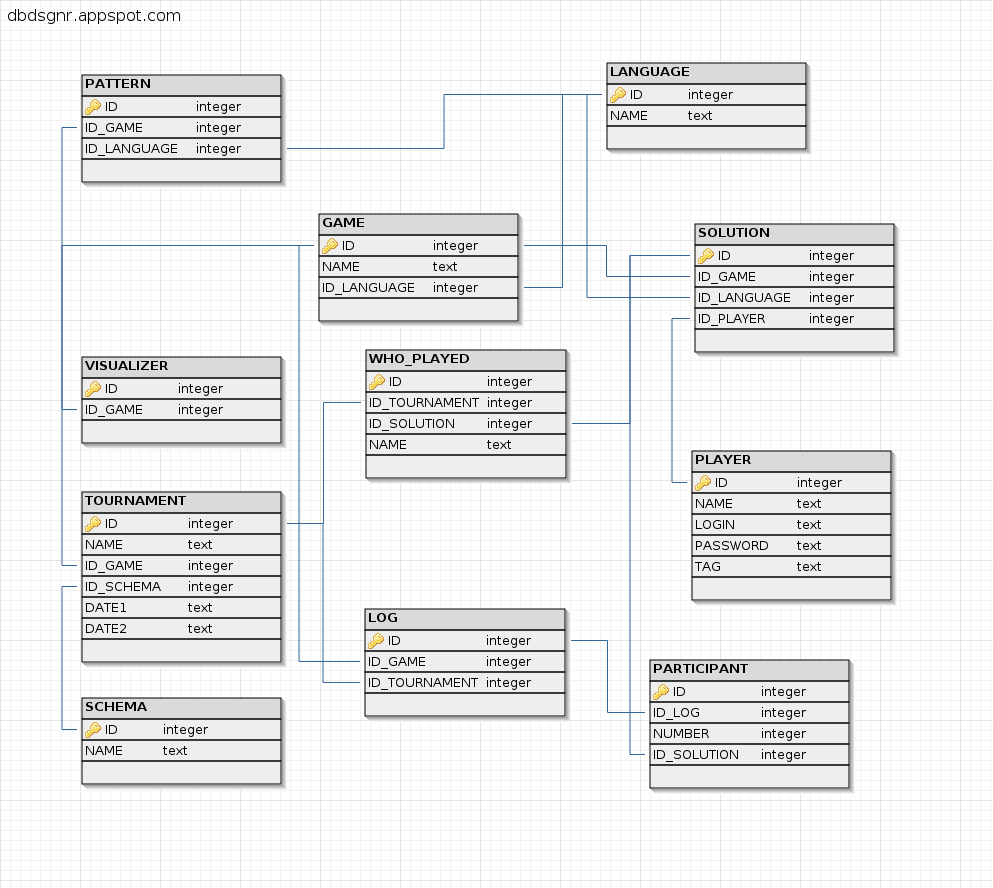 dbdsgnr.appspot.com
PATTERN
ID integer
ID_GAME integer
ID_LANGUAGE integer
LANGUAGE
ID integer
NAME text
GAME
ID integer
NAME text
ID_LANGUAGE integer
SOLUTION
ID integer
ID_GAME integer
ID_LANGUAGE integer
ID_PLAYER integer
VISUALIZER
ID integer
ID_GAME integer
WHO_PLAYED
ID integer
ID_TOURNAMENT integer
ID_SOLUTION integer
NAME text
PLAYER
ID integer
NAME text
LOGIN text
PASSWORD text
TAG text
TOURNAMENT
ID integer
NAME text
ID_GAME integer
ID_SCHEMA integer
DATE1 text
DATE2 text
LOG
ID integer
ID_GAME integer
ID_TOURNAMENT integer
PARTICIPANT
ID integer
ID_LOG integer
NUMBER integer
ID_SOLUTION integer
SCHEMA
ID integer
NAME text